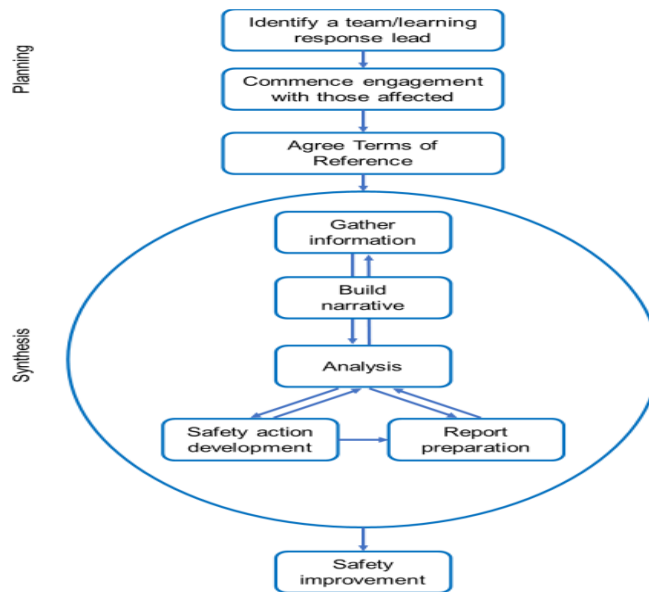 Planning
Identify a team/learning
response lead
Commence engagement
with those affected
Agree Terms of
Reference
Synthesis
Gather
information
Build
narrative
Analysis
Safety action
development
Report
preparation
Safety
improvement